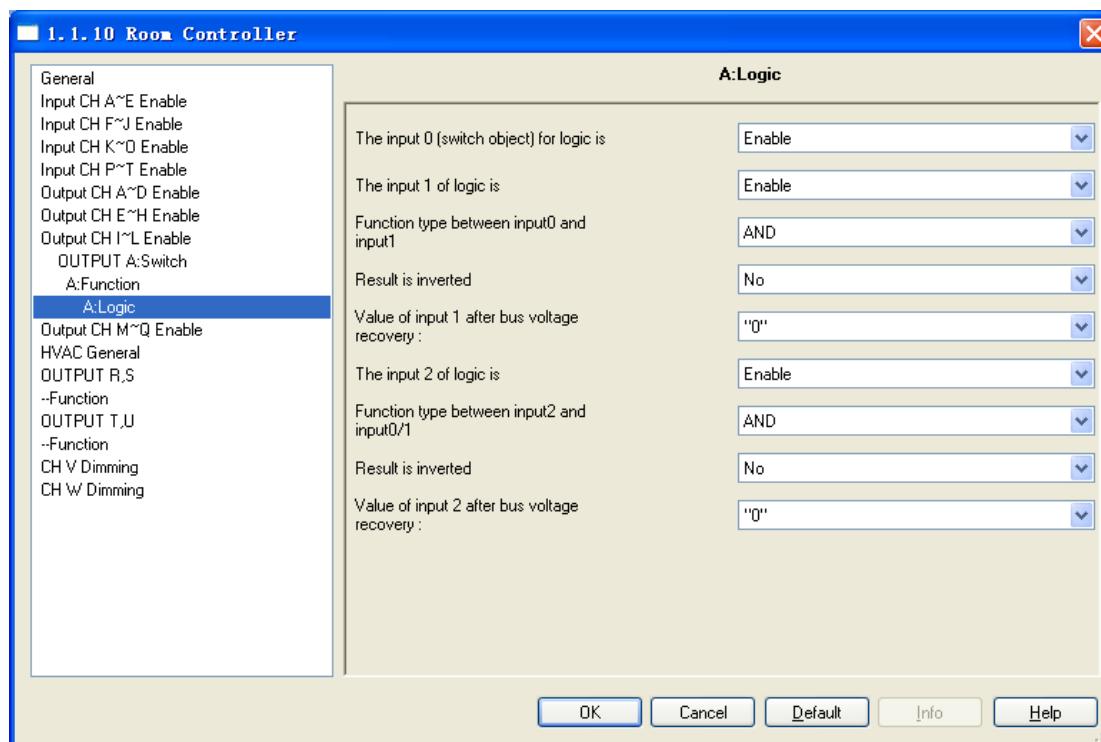 1.1.10 Room Controller
General
Input CH A~E Enable
Input CH F~J Enable
Input CH K~O Enable
Input CH P~T Enable
Output CH A~D Enable
Output CH E~H Enable
Output CH I~L Enable
OUTPUT A:Switch
A:Function
A:Logic
Output CH M~Q Enable
HVAC General
OUTPUT R,S
--Function
OUTPUT T,U
--Function
CH V Dimming
CH W Dimming
A:Logic
The input 0 (switch object) for logic is
Enable
The input 1 of logic is
Enable
Function type between input0 and
input1
AND
Result is inverted
No
Value of input 1 after bus voltage
recovery :
"0"
The input 2 of logic is
Enable
Function type between input2 and
input0/1
AND
Result is inverted
No
Value of input 2 after bus voltage
recovery :
"0"
OK
Cancel
Default
Info
Help